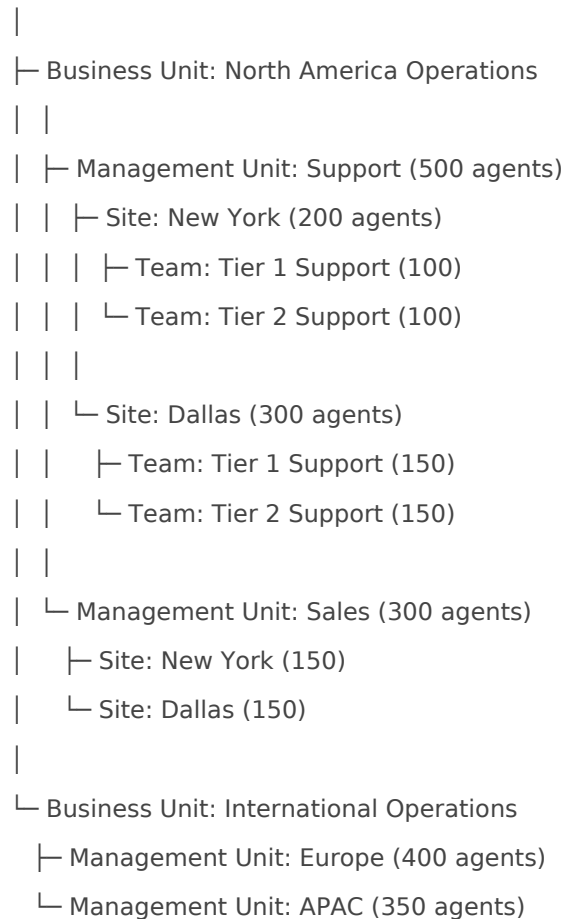 │
├─ Business Unit: North America Operations
│ │
│ ├─ Management Unit: Support (500 agents)
│ │ ├─ Site: New York (200 agents)
│ │ │ ├─ Team: Tier 1 Support (100)
│ │ │ └─ Team: Tier 2 Support (100)
│ │ │
│ │ └─ Site: Dallas (300 agents)
│ │   ├─ Team: Tier 1 Support (150)
│ │   └─ Team: Tier 2 Support (150)
│ │
│ └─ Management Unit: Sales (300 agents)
│   ├─ Site: New York (150)
│   └─ Site: Dallas (150)
│
└─ Business Unit: International Operations
  ├─ Management Unit: Europe (400 agents)
  └─ Management Unit: APAC (350 agents)